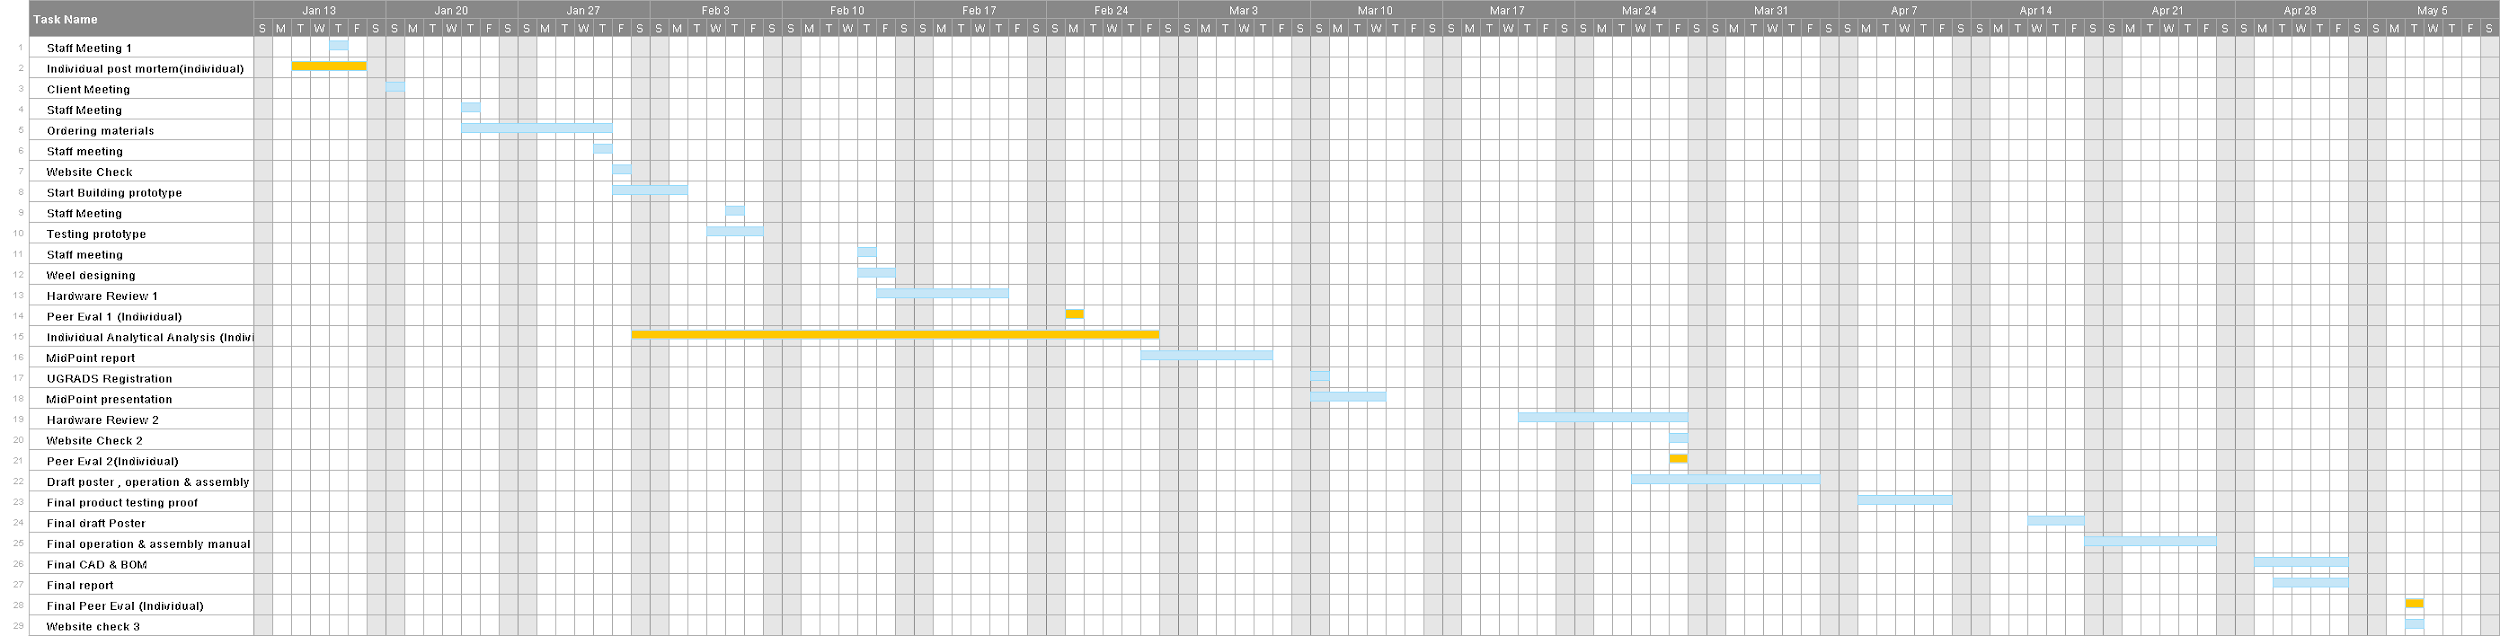 Task Name
Jan 13 Jan 20 Jan 27 Feb 3 Feb 10 Feb 17 Feb 24 Mar 3 Mar 10 Mar 17 Mar 24 Mar 31 Apr 7 Apr 14 Apr 21 Apr 28 May 5
S M T W T F S S M T W T F S S M T W T F S S M T W T F S S M T W T F S S M T W T F S S M T W T F S S M T W T F S S M T W T F S S M T W T F S S M T W T F S S M T W T F S S M T W T F S S M T W T F S S M T W T F S S M T W T F S S M T W T F S
1 Staff Meeting 1
2 Individual post mortem(individual)
3 Client Meeting
4 Staff Meeting
5 Ordering materials
6 Staff meeting
7 Website Check
8 Start Building prototype
9 Staff Meeting
10 Testing prototype
11 Staff meeting
12 Weel designing
13 Hardware Review 1
14 Peer Eval 1 (Individual)
15 Individual Analytical Analysis (Indivi
16 MidPoint report
17 UGRADS Registration
18 MidPoint presentation
19 Hardware Review 2
20 Website Check 2
21 Peer Eval 2(Individual)
22 Draft poster , operation & assembly
23 Final product testing proof
24 Final draft Poster
25 Final operation & assembly manual
26 Final CAD & BOM
27 Final report
28 Final Peer Eval (Individual)
29 Website check 3